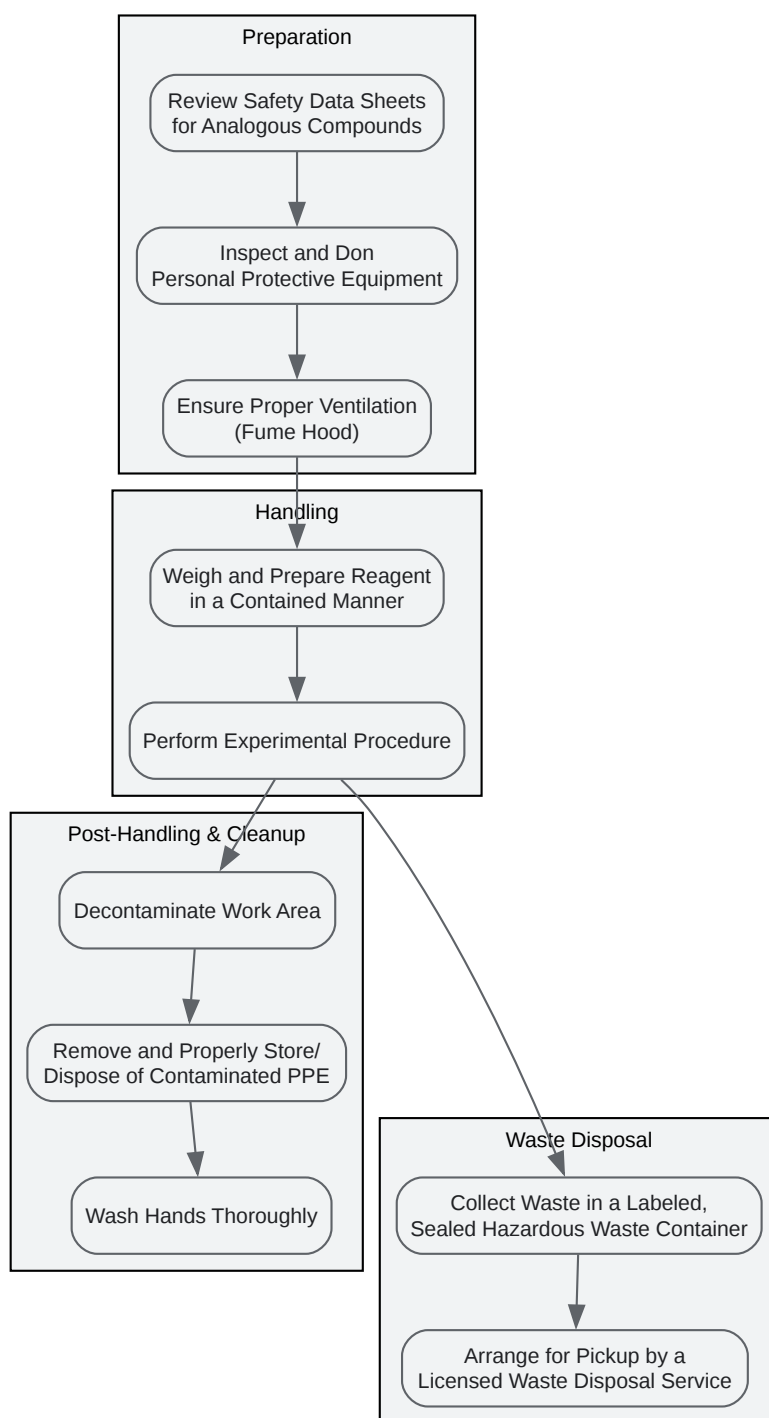 Preparation
Review Safety Data Sheets
for Analogous Compounds
Inspect and Don
Personal Protective Equipment
Ensure Proper Ventilation
(Fume Hood)
Handling
Weigh and Prepare Reagent
in a Contained Manner
Perform Experimental Procedure
Post-Handling & Cleanup
Decontaminate Work Area
Remove and Properly Store/
Dispose of Contaminated PPE
Wash Hands Thoroughly
Waste Disposal
Collect Waste in a Labeled,
Sealed Hazardous Waste Container
Arrange for Pickup by a
Licensed Waste Disposal Service